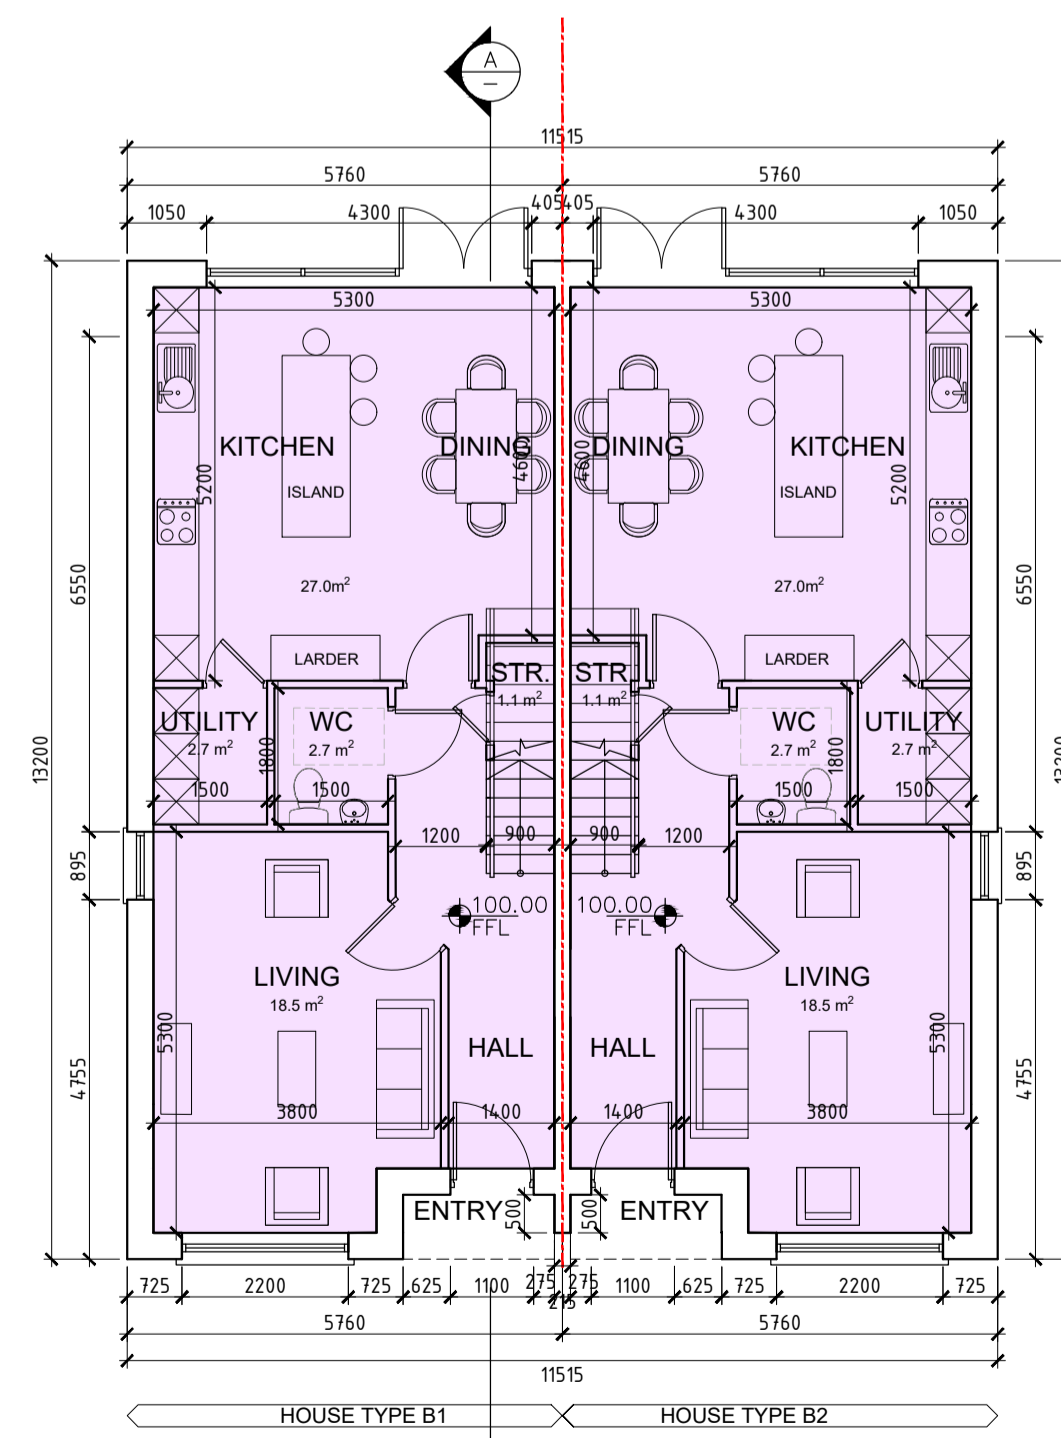 A
–
11515
5760 5760
1050 4300 405 405 4300 1050
5300 5300
KITCHEN DINING DINING KITCHEN
ISLAND ISLAND
5200 4600 4600 5200
27.0m² 27.0m²
6550 6550
LARDER LARDER
STR. STR.
1.1 m² 1.1 m²
UTILITY WC WC UTILITY
2.7 m² 2.7 m² 2.7 m² 2.7 m²
1800 1800
13200 13200
1500 1500 1500 1500
1200 900 900 1200
895 895
100.00 100.00
FFL FFL
LIVING LIVING
18.5 m² 18.5 m²
5300 5300
HALL HALL
4755 4755
3800 1400 1400 3800
ENTRY ENTRY
500 500
725 2200 725 625 1100 275 275 1100 625 725 2200 725
215
5760 5760
11515
HOUSE TYPE B1 HOUSE TYPE B2